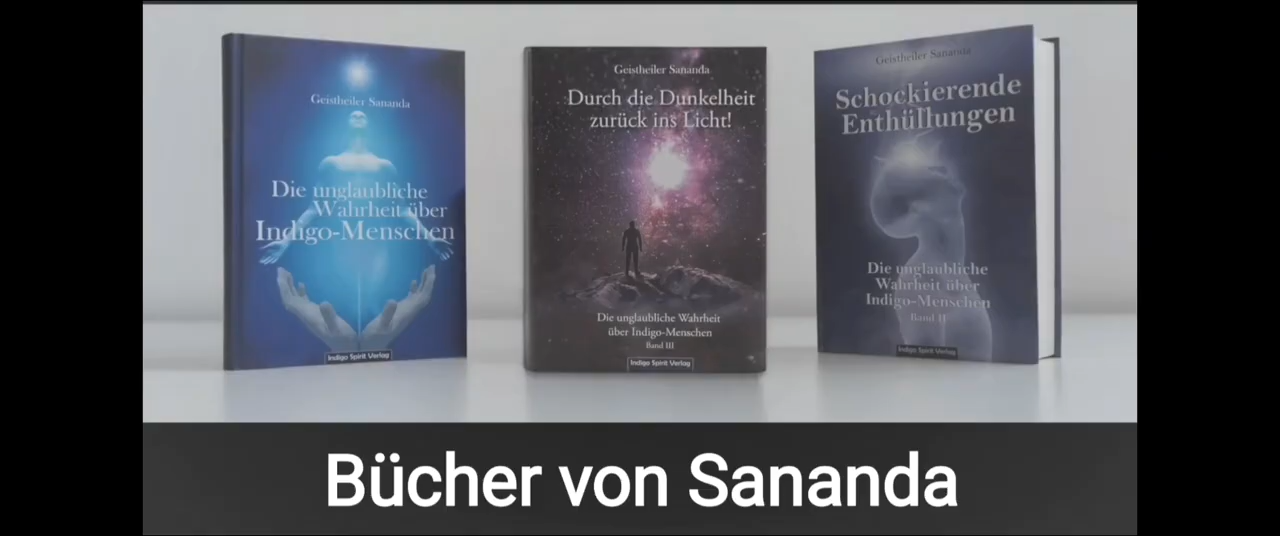 Geistheiler Sananda
Die unglaubliche
Wahrheit über
Indigo-Menschen
Indigo Spirit Verlag
Geistheiler Sananda
Durch die Dunkelheit
zurück ins Licht!
Die unglaubliche Wahrheit
über Indigo-Menschen
Band III
Indigo Spirit Verlag
Geistheiler Sananda
Schockierende
Enthüllungen
Die unglaubliche
Wahrheit über
Indigo-Menschen
Band II
Indigo Spirit Verlag
Bücher von Sananda